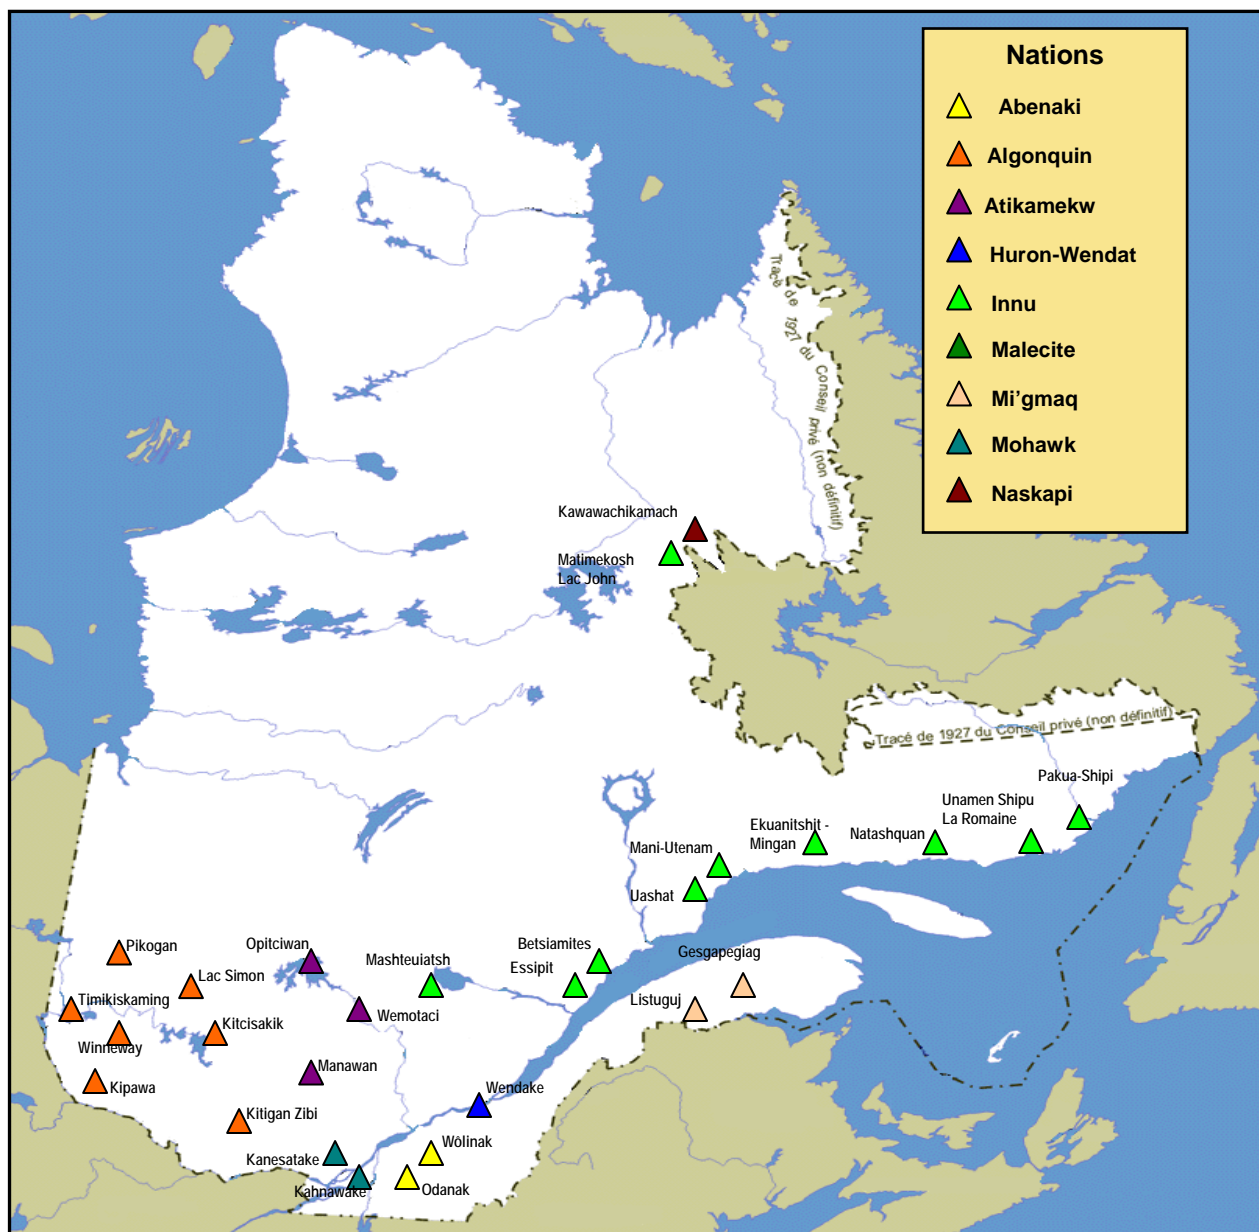 Nations
Abenaki
Algonquin
Atikamekw
Huron-Wendat
Innu
Malecite
Mi'gmaq
Mohawk
Naskapi
Tracé de 1927 du Conseil privé (non définitif)
Kawawachikamach
Matimekosh
Lac John
Tracé de 1927 du Conseil privé (non définitif)
Pakua-Shipi
Unamen Shipu
La Romaine
Natashquan
Ekuanitshit -
Mingan
Mani-Utenam
Uashat
Betsiamites
Essipit
Gesgapegiag
Listuguj
Mashteuiatsh
Opitciwan
Wemotaci
Manawan
Pikogan
Lac Simon
Timikiskaming
Kitcisakik
Winneway
Kipawa
Kitigan Zibi
Wendake
Kanesatake
Kahnawake
Wôlinak
Odanak